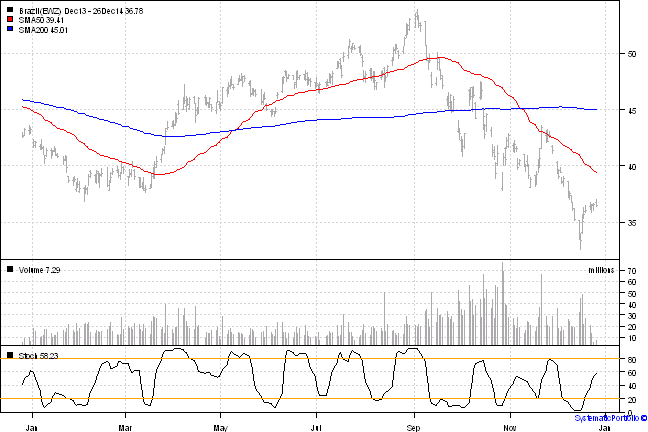 Brazil(EWZ) Dec13 - 26Dec14 36.78
SMA50 39.41
SMA200 45.01
50
45
40
35
Volume 7.29
millions
70
60
50
40
30
20
10
Stoch 58.23
80
60
40
20
0
Jan Mar May Jul Sep Nov Jan
SystematicPortfolio ©